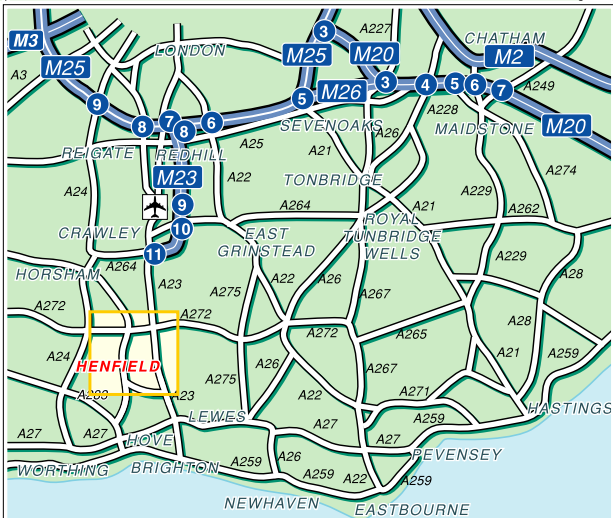 M3
LONDON
3
A227
CHATHAM
A3
M25
M25
M20
M2
9
5
M26
3
4
5
6
7
A249
8
7
8
6
SEVENOAKS
A228
MAIDSTONE
M20
REIGATE
REDHILL
A25
A21
A26
A24
M23
A22
TONBRIDGE
A229
A274
9
A264
A21
A262
CRAWLEY
10
EAST
GRINSTEAD
ROYAL
TUNBRIDGE
WELLS
11
A229
HORSHAM
A264
A23
A275
A22
A26
A267
A28
A272
A272
A272
A265
A28
A24
HENFIELD
A26
A267
A21
A259
A275
A283
A23
A22
A271
LEWES
A259
HASTINGS
A27
A27
HOVE
A27
A27
PEVENSEY
WORTHING
BRIGHTON
A259
A26
A259
A22
A259
NEWHAVEN
EASTBOURNE